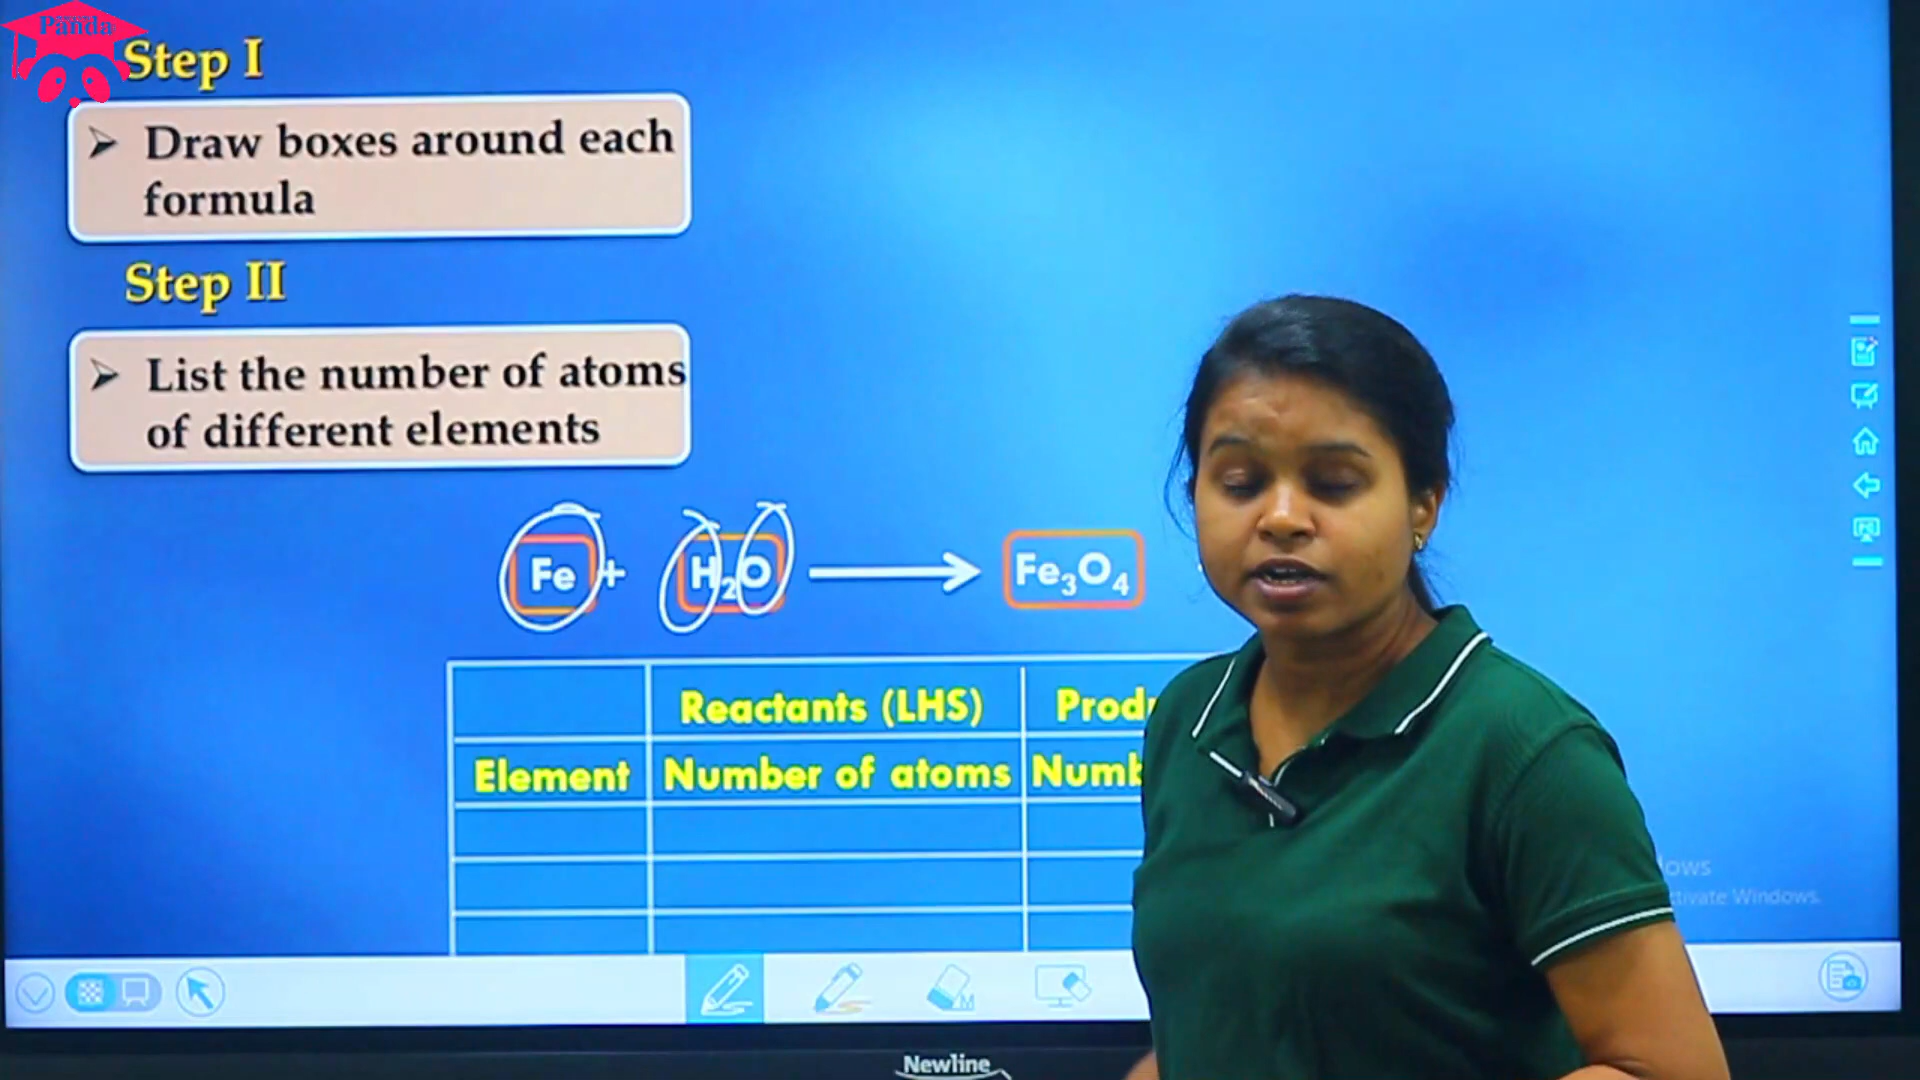 Panda
Step I
➢ Draw boxes around each
formula
Step II
➢ List the number of atoms
of different elements
Fe + H₂O ⟶ Fe₃O₄
Reactants (LHS)
Element Number of atoms
Newline